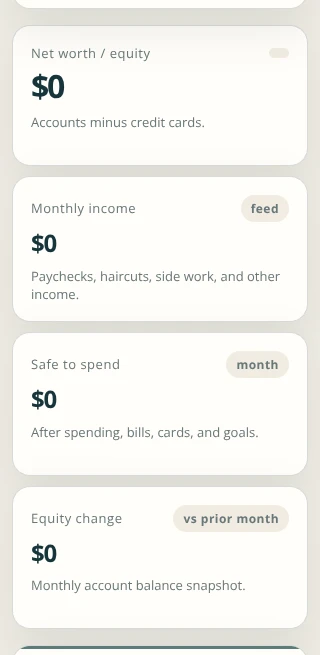 Net worth / equity
$0
Accounts minus credit cards.
Monthly income
feed
$0
Paychecks, haircuts, side work, and other
income.
Safe to spend
month
$0
After spending, bills, cards, and goals.
Equity change
vs prior month
$0
Monthly account balance snapshot.